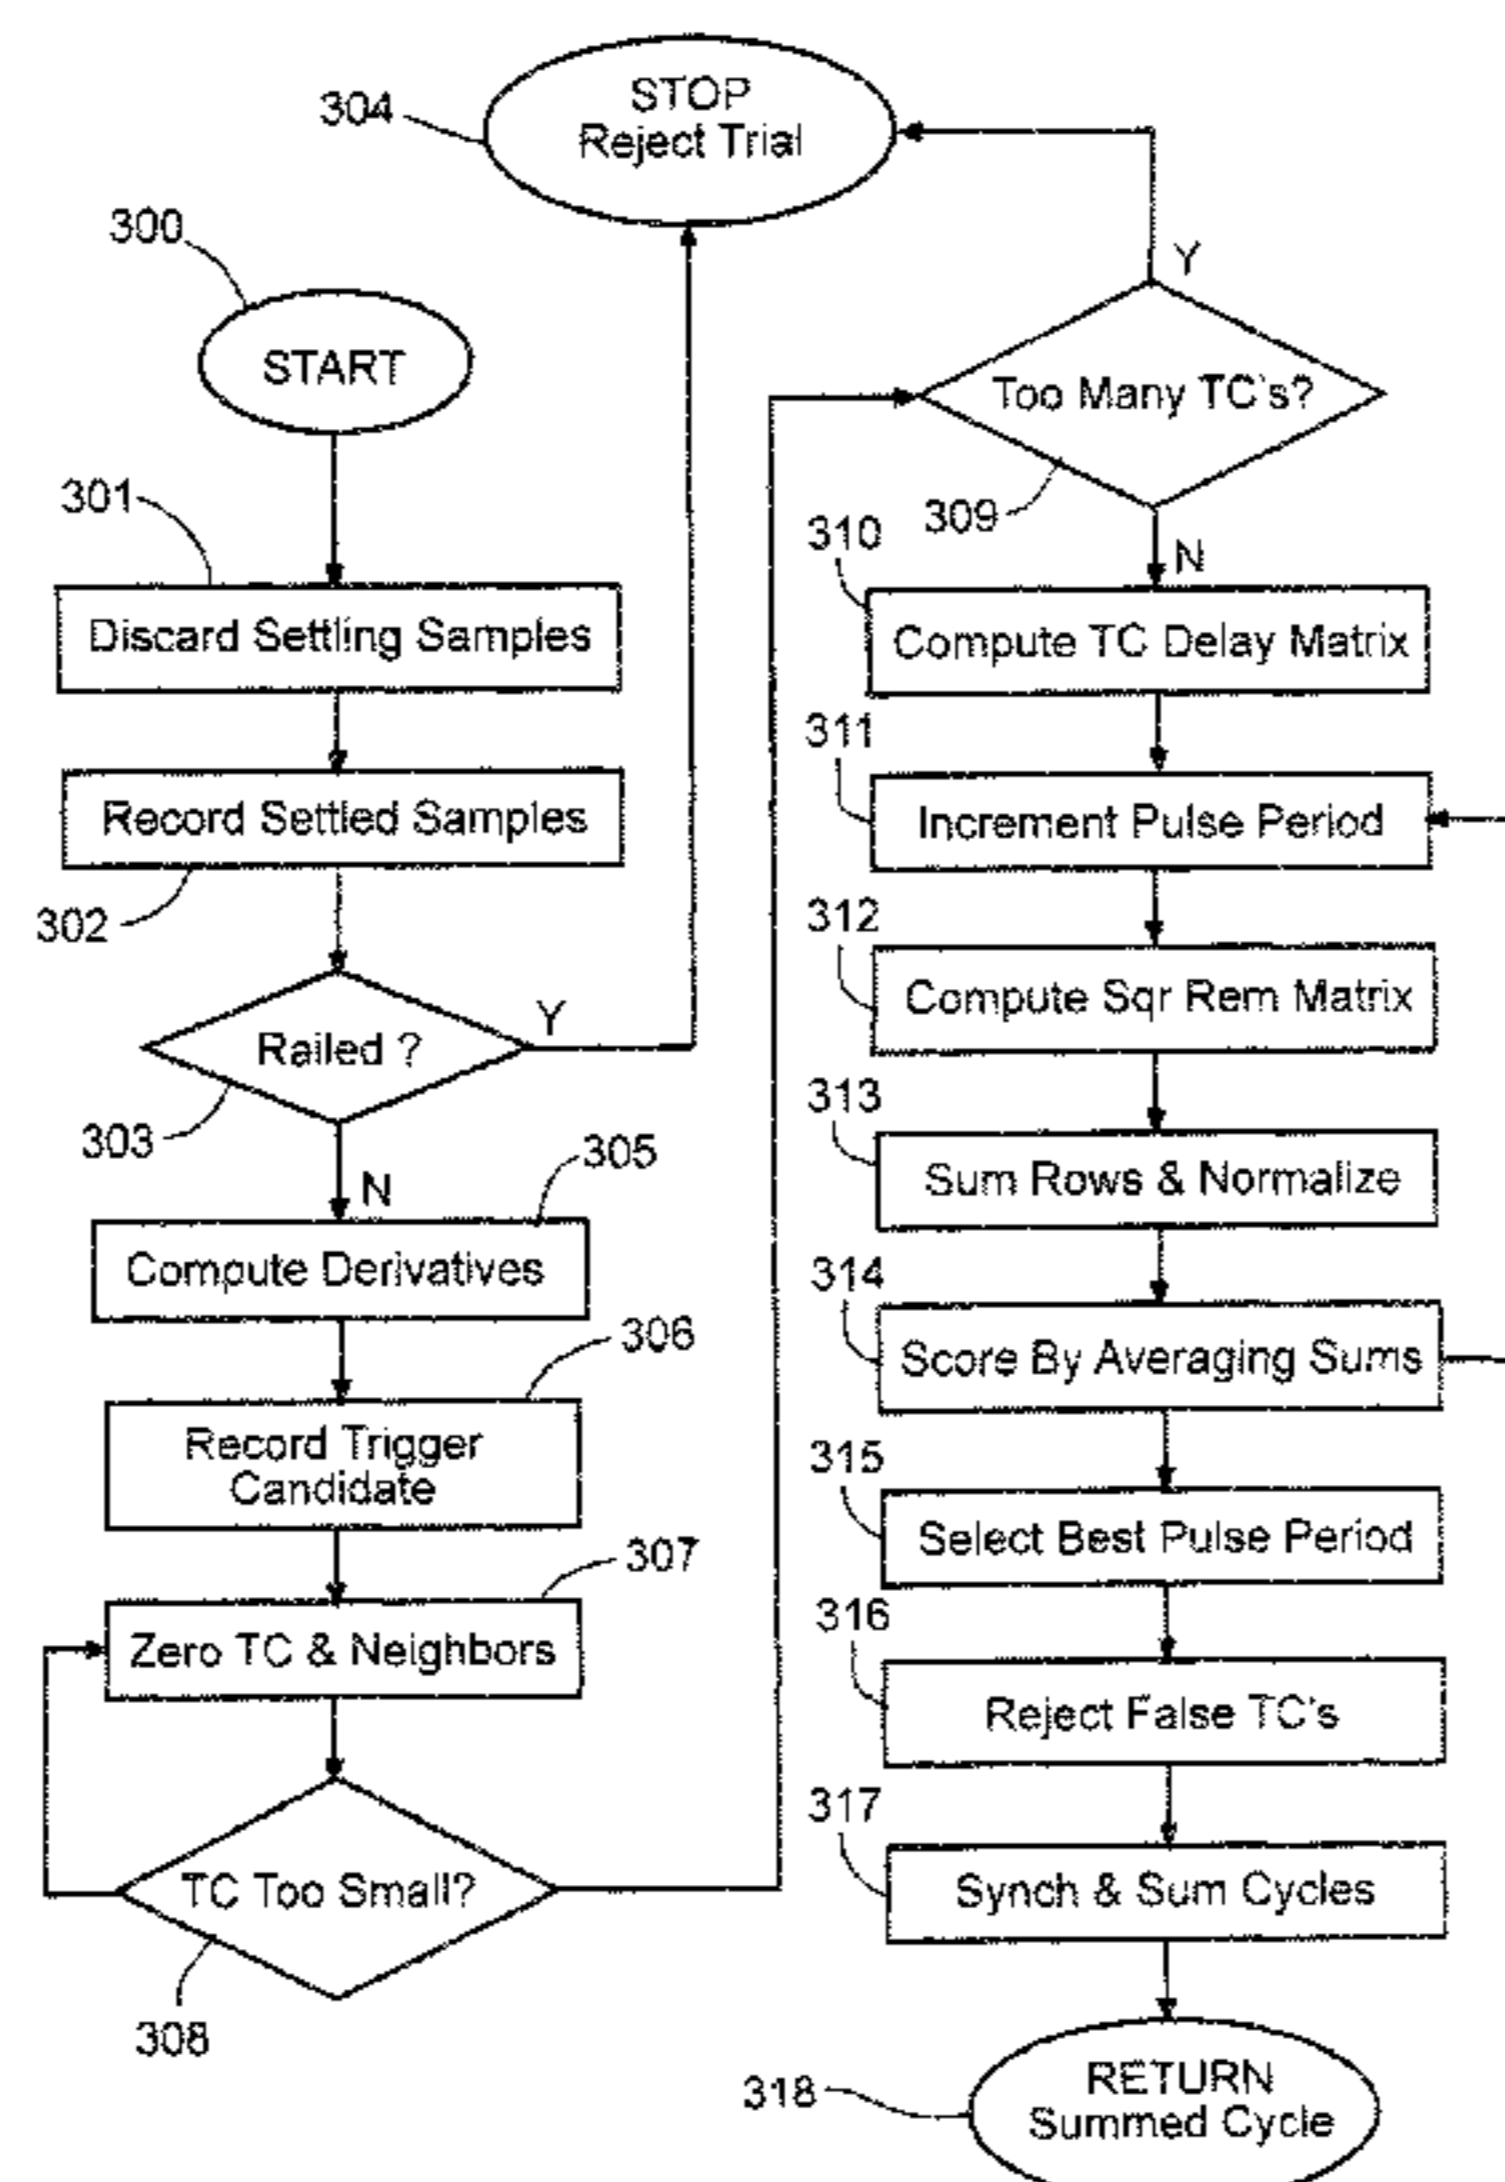 304
STOP
Reject Trial
300
START
301
Discard Settling Samples
Record Settled Samples
302
Railed ?
Y
303
N
305
Compute Derivatives
306
Record Trigger
Candidate
307
Zero TC & Neighbors
TC Too Small?
308
Y
Too Many TC's?
309
N
310
Compute TC Delay Matrix
311
Increment Pulse Period
312
Compute Sqr Rem Matrix
313
Sum Rows & Normalize
314
Score By Averaging Sums
315
Select Best Pulse Period
316
Reject False TC's
317
Synch & Sum Cycles
318
RETURN
Summed Cycle